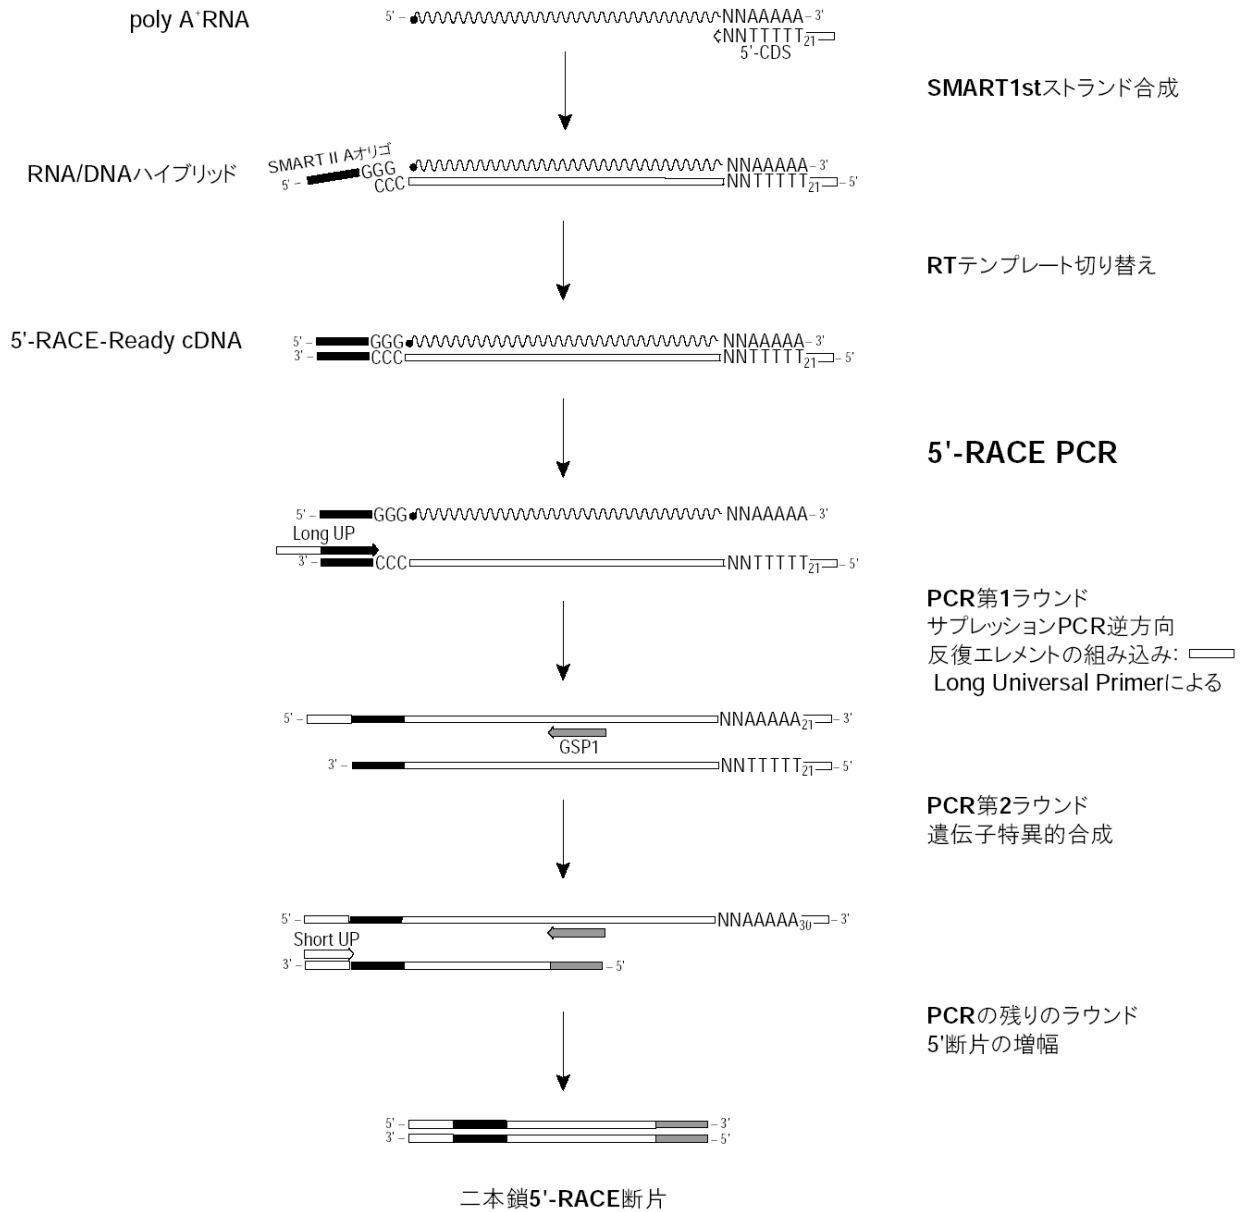 poly A+RNA
5' – NNAAAAA – 3'
NNTTTTT21
5'-CDS
SMART1stストランド合成
SMART II Aオリゴ
RNA/DNAハイブリッド
5' – GGG NNAAAAA – 3'
CCC NNTTTTT21 – 5'
RTテンプレート切り替え
5'-RACE-Ready cDNA
5' – GGG NNAAAAA – 3'
3' – CCC NNTTTTT21 – 5'
5'-RACE PCR
5' – GGG NNAAAAA – 3'
Long UP
3' – CCC NNTTTTT21 – 5'
PCR第1ラウンド
サプレッションPCR逆方向
反復エレメントの組み込み:
Long Universal Primerによる
5' – NNAAAAA21 – 3'
GSP1
3' – NNTTTTT21 – 5'
PCR第2ラウンド
遺伝子特異的合成
5' – NNAAAAA30 – 3'
Short UP
3' – – 5'
PCRの残りのラウンド
5'断片の増幅
5' – – 3'
3' – – 5'
二本鎖5'-RACE断片